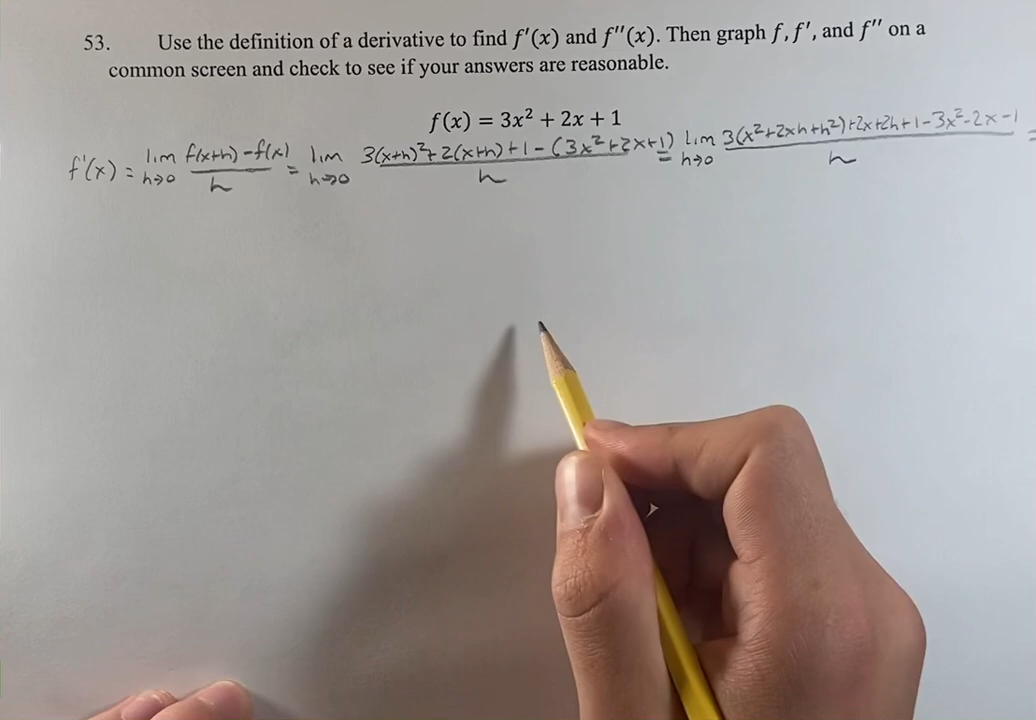 53. Use the definition of a derivative to find f′(x) and f″(x). Then graph f, f′, and f″ on a
common screen and check to see if your answers are reasonable.
f(x) = 3x² + 2x + 1
f'(x) = lim h→0 f(x+h)-f(x) / h = lim h→0 3(x+h)²+2(x+h)+1-(3x²+2x+1) / h = lim h→0 3(x²+2xh+h²)+2x+2h+1-3x²-2x-1 / h =